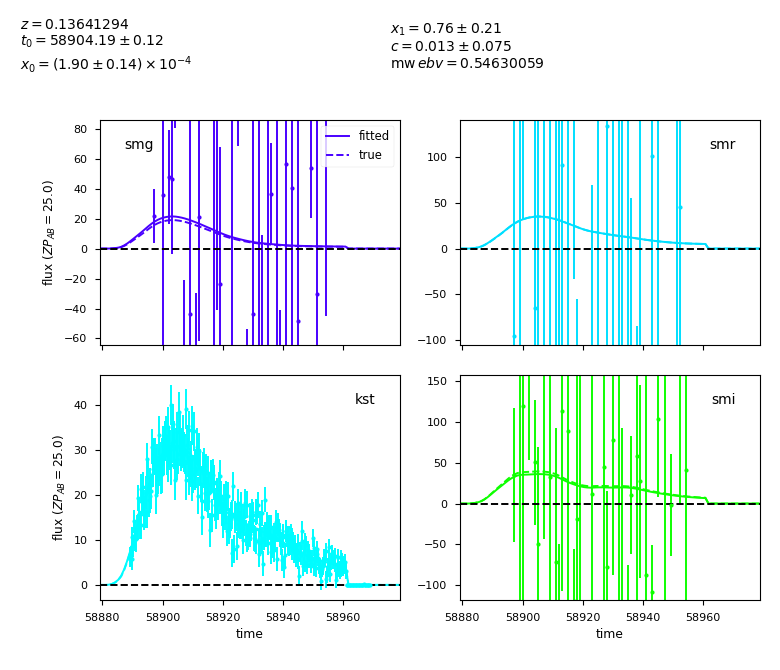 z = 0.13641294
t₀ = 58904.19 ± 0.12
x₀ = (1.90 ± 0.14) × 10⁻⁴
x₁ = 0.76 ± 0.21
c = 0.013 ± 0.075
mw ebv = 0.54630059
smg
fitted
true
80
60
40
20
0
−20
−40
−60
flux (ZP_AB = 25.0)
smr
100
50
0
−50
−100
kst
40
30
20
10
0
flux (ZP_AB = 25.0)
58880 58900 58920 58940 58960
time
smi
150
100
50
0
−50
−100
58880 58900 58920 58940 58960
time